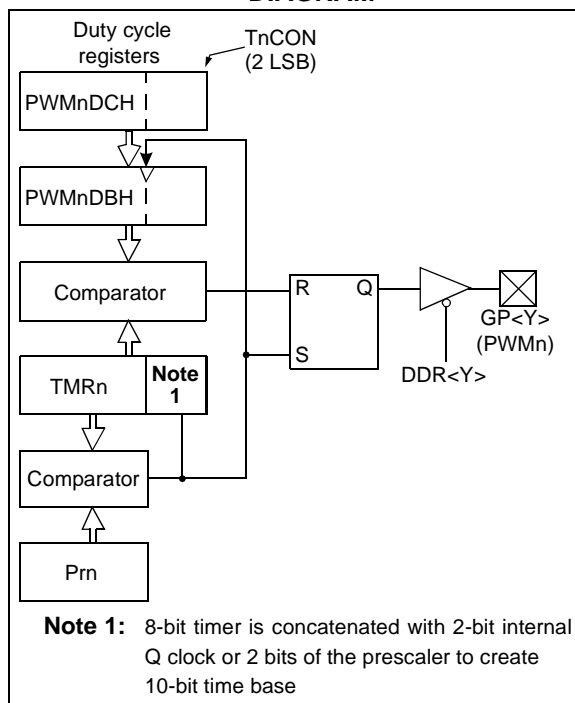 Duty cycle
registers
TnCON
(2 LSB)
PWMnDCH
PWMnDBH
Comparator
R Q
S
GP<Y>
(PWMn)
DDR<Y>
TMRn
Note
1
Comparator
Prn
Note 1: 8-bit timer is concatenated with 2-bit internal
Q clock or 2 bits of the prescaler to create
10-bit time base